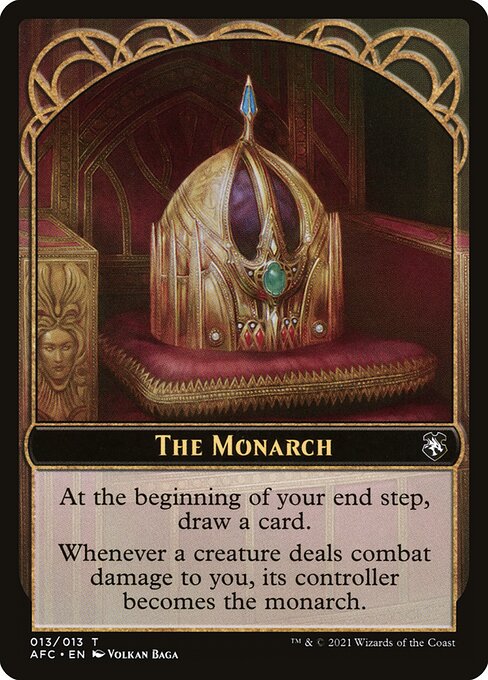 The Monarch
At the beginning of your end step,
draw a card.
Whenever a creature deals combat
damage to you, its controller
becomes the monarch.
013/013 T
AFC • EN Volkan Baga
™ & © 2021 Wizards of the Coast